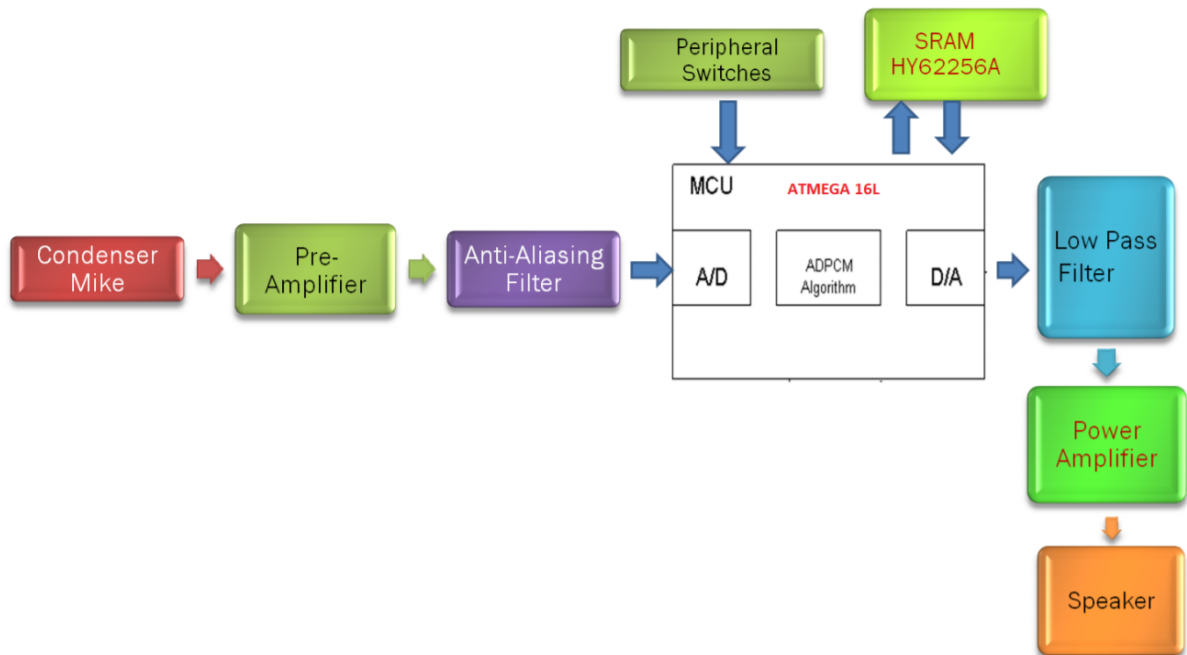 Peripheral
Switches
SRAM
HY62256A
MCU
ATMEGA 16L
Condenser
Mike
Pre-
Amplifier
Anti-Aliasing
Filter
A/D
ADPCM
Algorithm
D/A
Low Pass
Filter
Power
Amplifier
Speaker